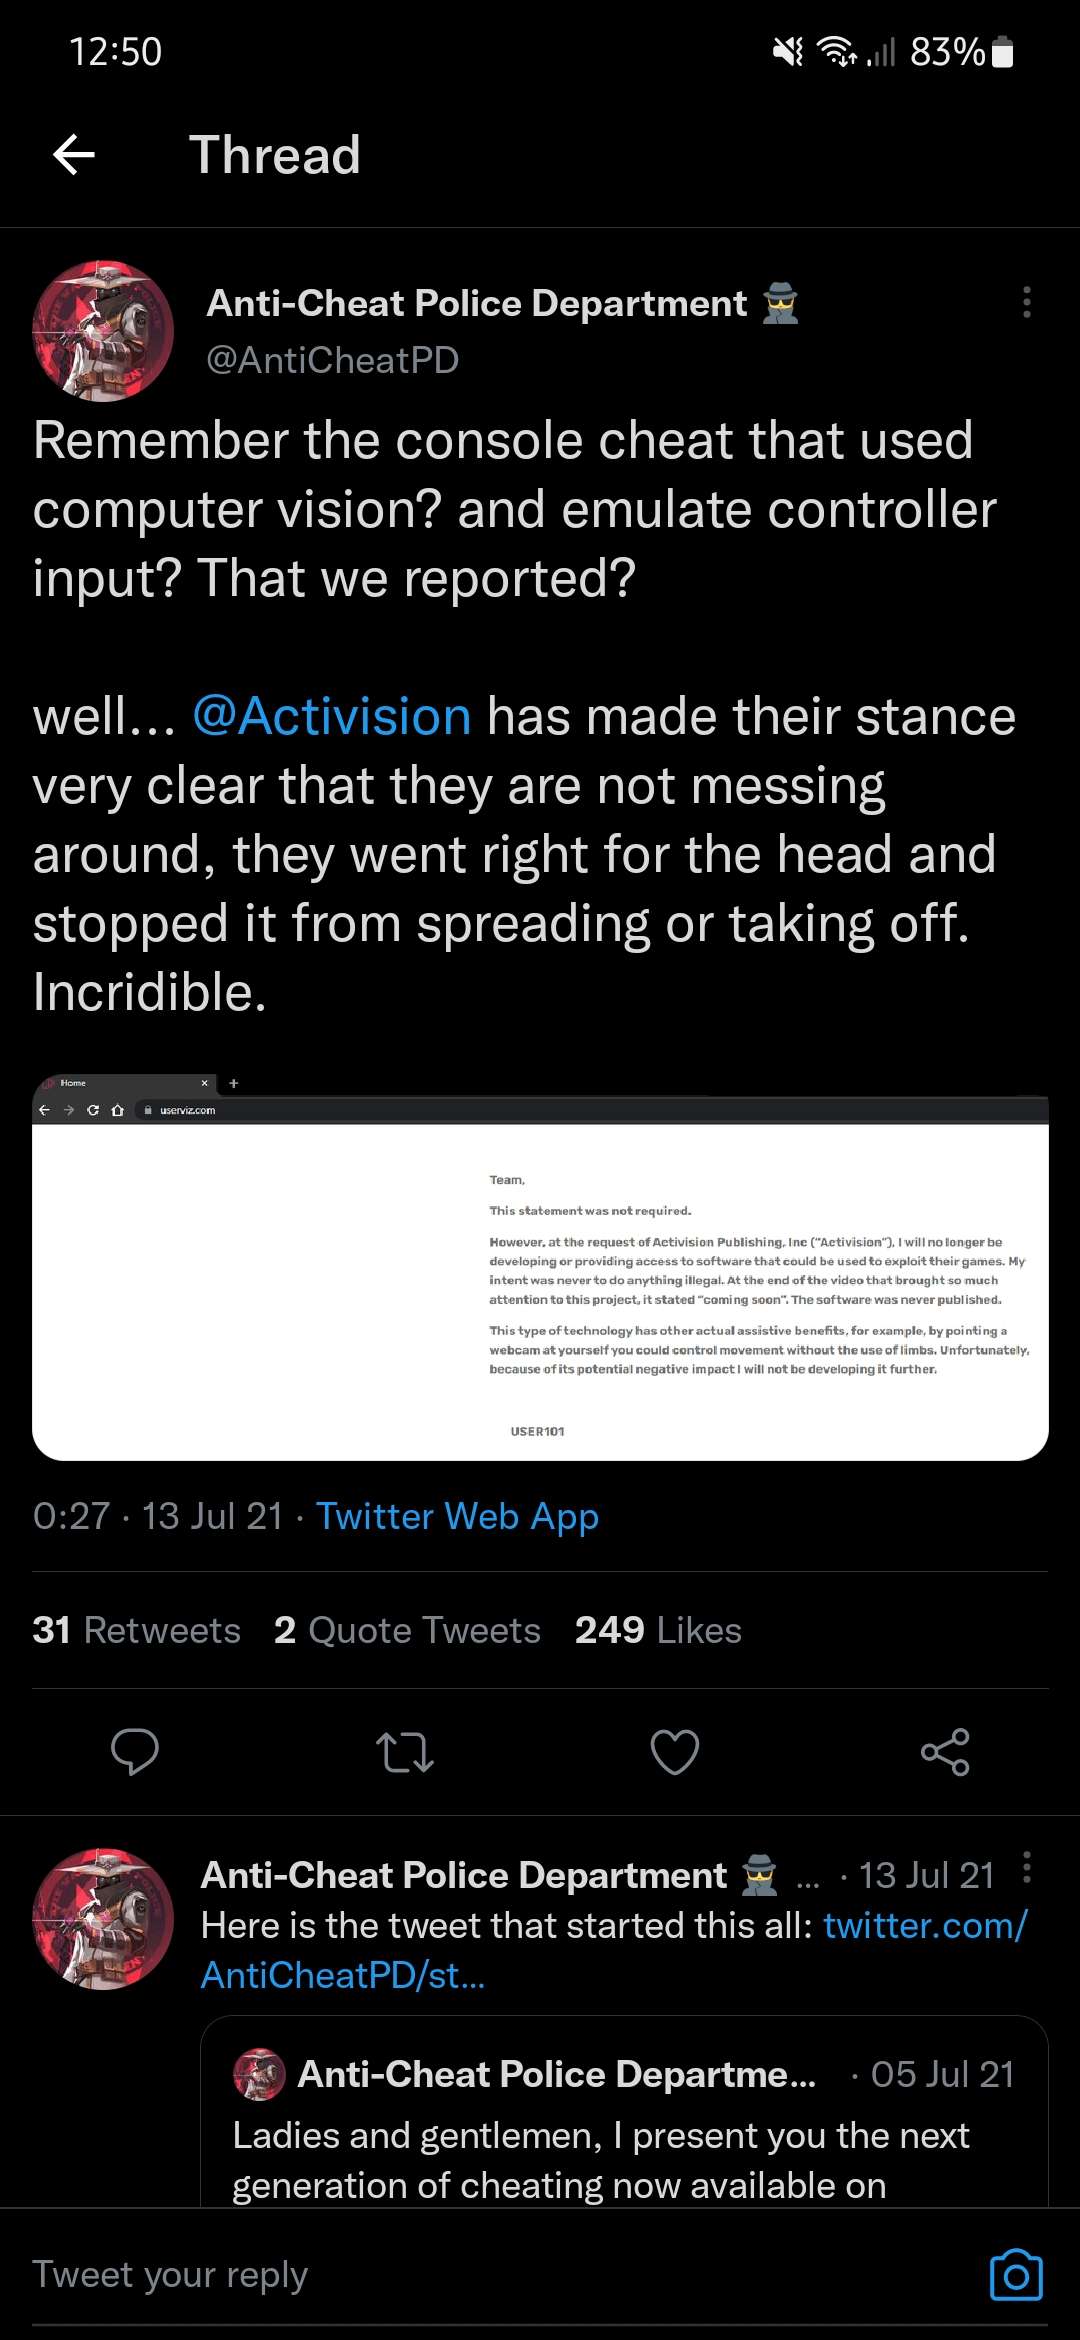 12:50
83%
Thread
Anti-Cheat Police Department
@AntiCheatPD
Remember the console cheat that used
computer vision? and emulate controller
input? That we reported?
well... @Activision has made their stance
very clear that they are not messing
around, they went right for the head and
stopped it from spreading or taking off.
Incridible.
Home
userviz.com
Team,
This statement was not required.
However, at the request of Activision Publishing, Inc ("Activision"), I will no longer be
developing or providing access to software that could be used to exploit their games. My
intent was never to do anything illegal. At the end of the video that brought so much
attention to this project, it stated "coming soon". The software was never published.
This type of technology has other actual assistive benefits, for example, by pointing a
webcam at yourself you could control movement without the use of limbs. Unfortunately,
because of its potential negative impact I will not be developing it further.
USER101
0:27 · 13 Jul 21 · Twitter Web App
31 Retweets 2 Quote Tweets 249 Likes
Anti-Cheat Police Department ... · 13 Jul 21
Here is the tweet that started this all: twitter.com/
AntiCheatPD/st...
Anti-Cheat Police Departme... · 05 Jul 21
Ladies and gentlemen, I present you the next
generation of cheating now available on
Tweet your reply